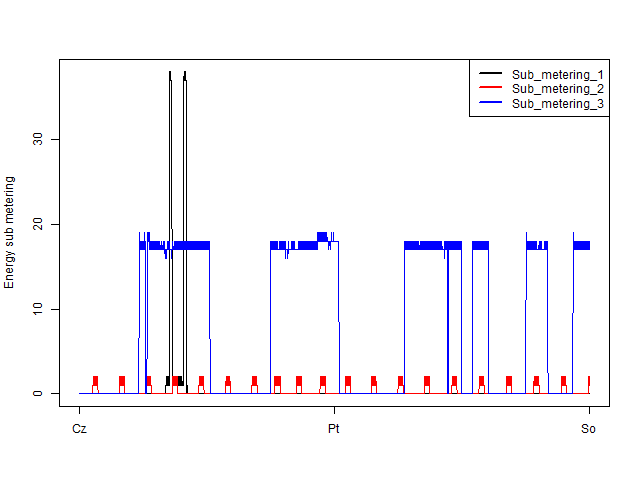 Sub_metering_1
Sub_metering_2
Sub_metering_3
Energy sub metering
30
20
10
0
Cz Pt So